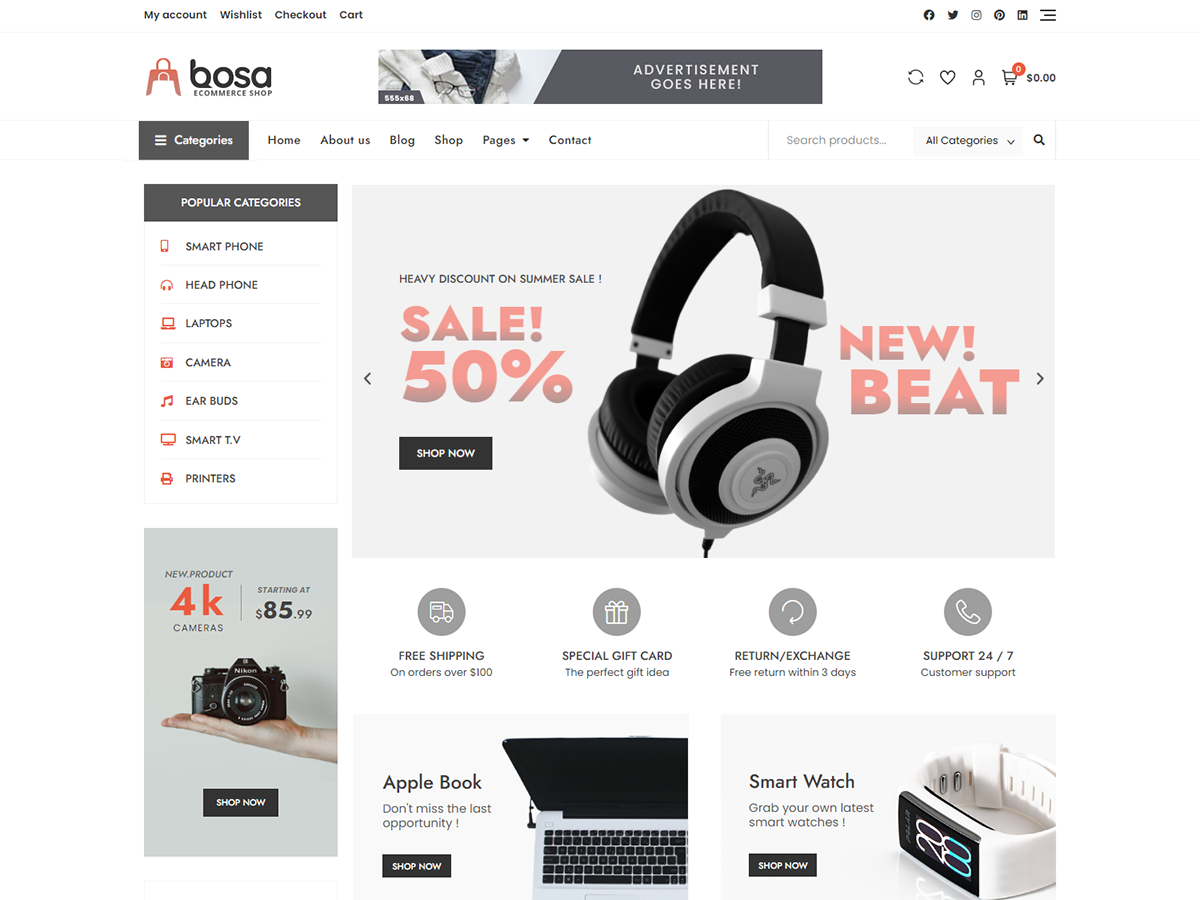 My account Wishlist Checkout Cart
bosa
ECOMMERCE SHOP
ADVERTISEMENT
GOES HERE!
555x68
0
$0.00
Categories Home About us Blog Shop Pages Contact
Search products... All Categories
POPULAR CATEGORIES
SMART PHONE
HEAD PHONE
LAPTOPS
CAMERA
EAR BUDS
SMART T.V
PRINTERS
HEAVY DISCOUNT ON SUMMER SALE !
SALE!
50%
NEW!
BEAT
SHOP NOW
NEW.PRODUCT
4k
CAMERAS
STARTING AT
$85.99
Nikon
SHOP NOW
FREE SHIPPING
On orders over $100
SPECIAL GIFT CARD
The perfect gift idea
RETURN/EXCHANGE
Free return within 3 days
SUPPORT 24 / 7
Customer support
Apple Book
Don't miss the last
opportunity !
SHOP NOW
Smart Watch
Grab your own latest
smart watches !
SHOP NOW